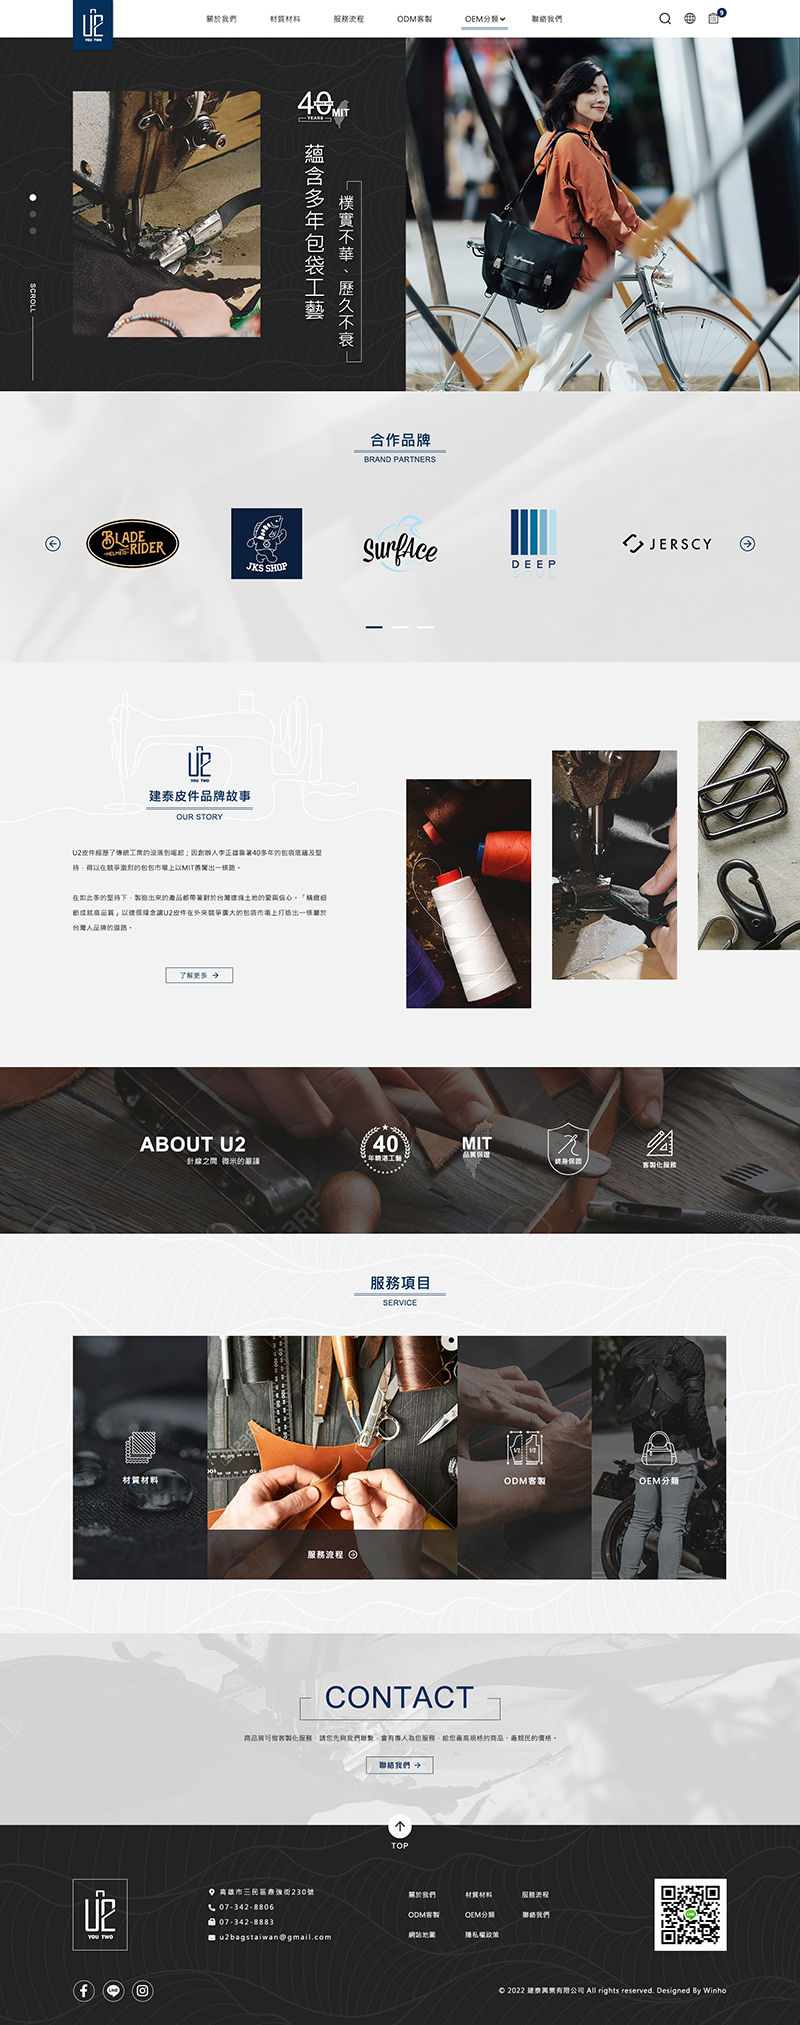 U2
YOU TWO
關於我們
材質材料
服務流程
ODM客製
OEM分類
聯絡我們
9
40
YEARS
MIT
蘊含多年包袋工藝
樸實不華、歷久不衰
SCROLL
合作品牌
BRAND PARTNERS
BLADE
HELMETS
RIDER
JKS SHOP
SurfAce
DEEP
SOUL
JERSCY
U2
YOU TWO
建泰皮件品牌故事
OUR STORY
U2皮件經歷了傳統工業的沒落到崛起；因創辦人李正雄靠著40多年的包袋底蘊及堅
持，得以在競爭激烈的包包市場上以MIT勇闖出一條路。
在如此多的堅持下，製造出來的產品都帶著對於台灣這塊土地的愛與信心。「精緻細
節成就高品質」以這個理念讓U2皮件在外來競爭廣大的包袋市場上打造出一條屬於
台灣人品牌的道路。
了解更多
ABOUT U2
針線之間 微米的嚴謹
40
年精湛工藝
MIT
品質保證
終身保固
客製化服務
服務項目
SERVICE
材質材料
服務流程
ODM客製
OEM分類
CONTACT
商品皆可做客製化服務，請您先與我們聯繫，會有專人為您服務，給您最高規格的商品，最親民的價格。
聯絡我們
TOP
U2
YOU TWO
高雄市三民區鼎強街230號
07-342-8806
07-342-8883
u2bagstaiwan@gmail.com
關於我們
材質材料
服務流程
ODM客製
OEM分類
聯絡我們
網站地圖
隱私權政策
LINE
© 2022 建泰興業有限公司 All rights reserved. Designed By Winho